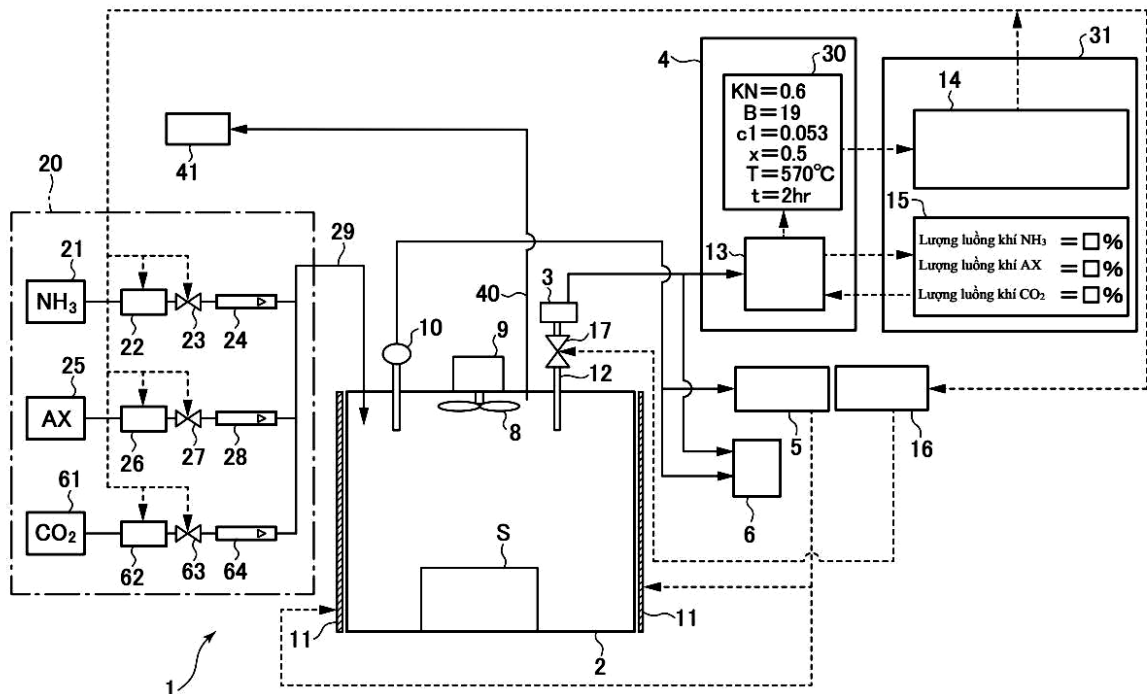 31
4
30
KN=0.6
B=19
c1=0.053
x=0.5
T=570℃
t=2hr
14
41
20
15
Lượng luồng khí NH₃ =□%
Lượng luồng khí AX =□%
Lượng luồng khí CO₂ =□%
13
21
29
NH₃
22
23
24
40
3
10
9
17
12
25
AX
26
27
28
8
5
16
61
6
CO₂
62
63
64
S
11
11
2
1